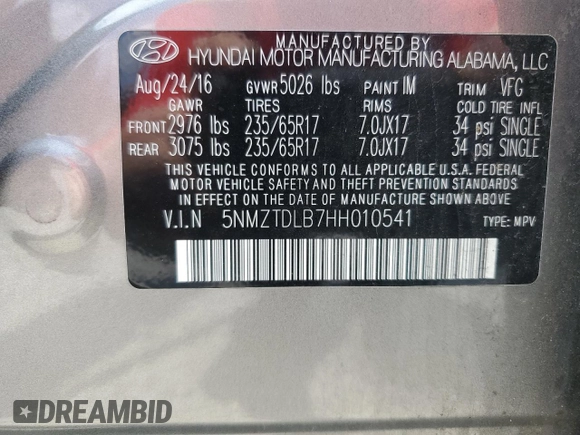 MANUFACTURED BY
HYUNDAI MOTOR MANUFACTURING ALABAMA, LLC
Aug/24/16 GVWR 5026 lbs PAINT IM TRIM VFG
GAWR TIRES RIMS COLD TIRE INFL
FRONT 2976 lbs 235/65R17 7.0JX17 34 psi SINGLE
REAR 3075 lbs 235/65R17 7.0JX17 34 psi SINGLE
THIS VEHICLE CONFORMS TO ALL APPLICABLE U.S.A. FEDERAL
MOTOR VEHICLE SAFETY AND THEFT PREVENTION STANDARDS
IN EFFECT ON THE DATE OF MANUFACTURE SHOWN ABOVE.
V.I.N 5NMZTDLB7HH010541 TYPE: MPV
DREAMBID